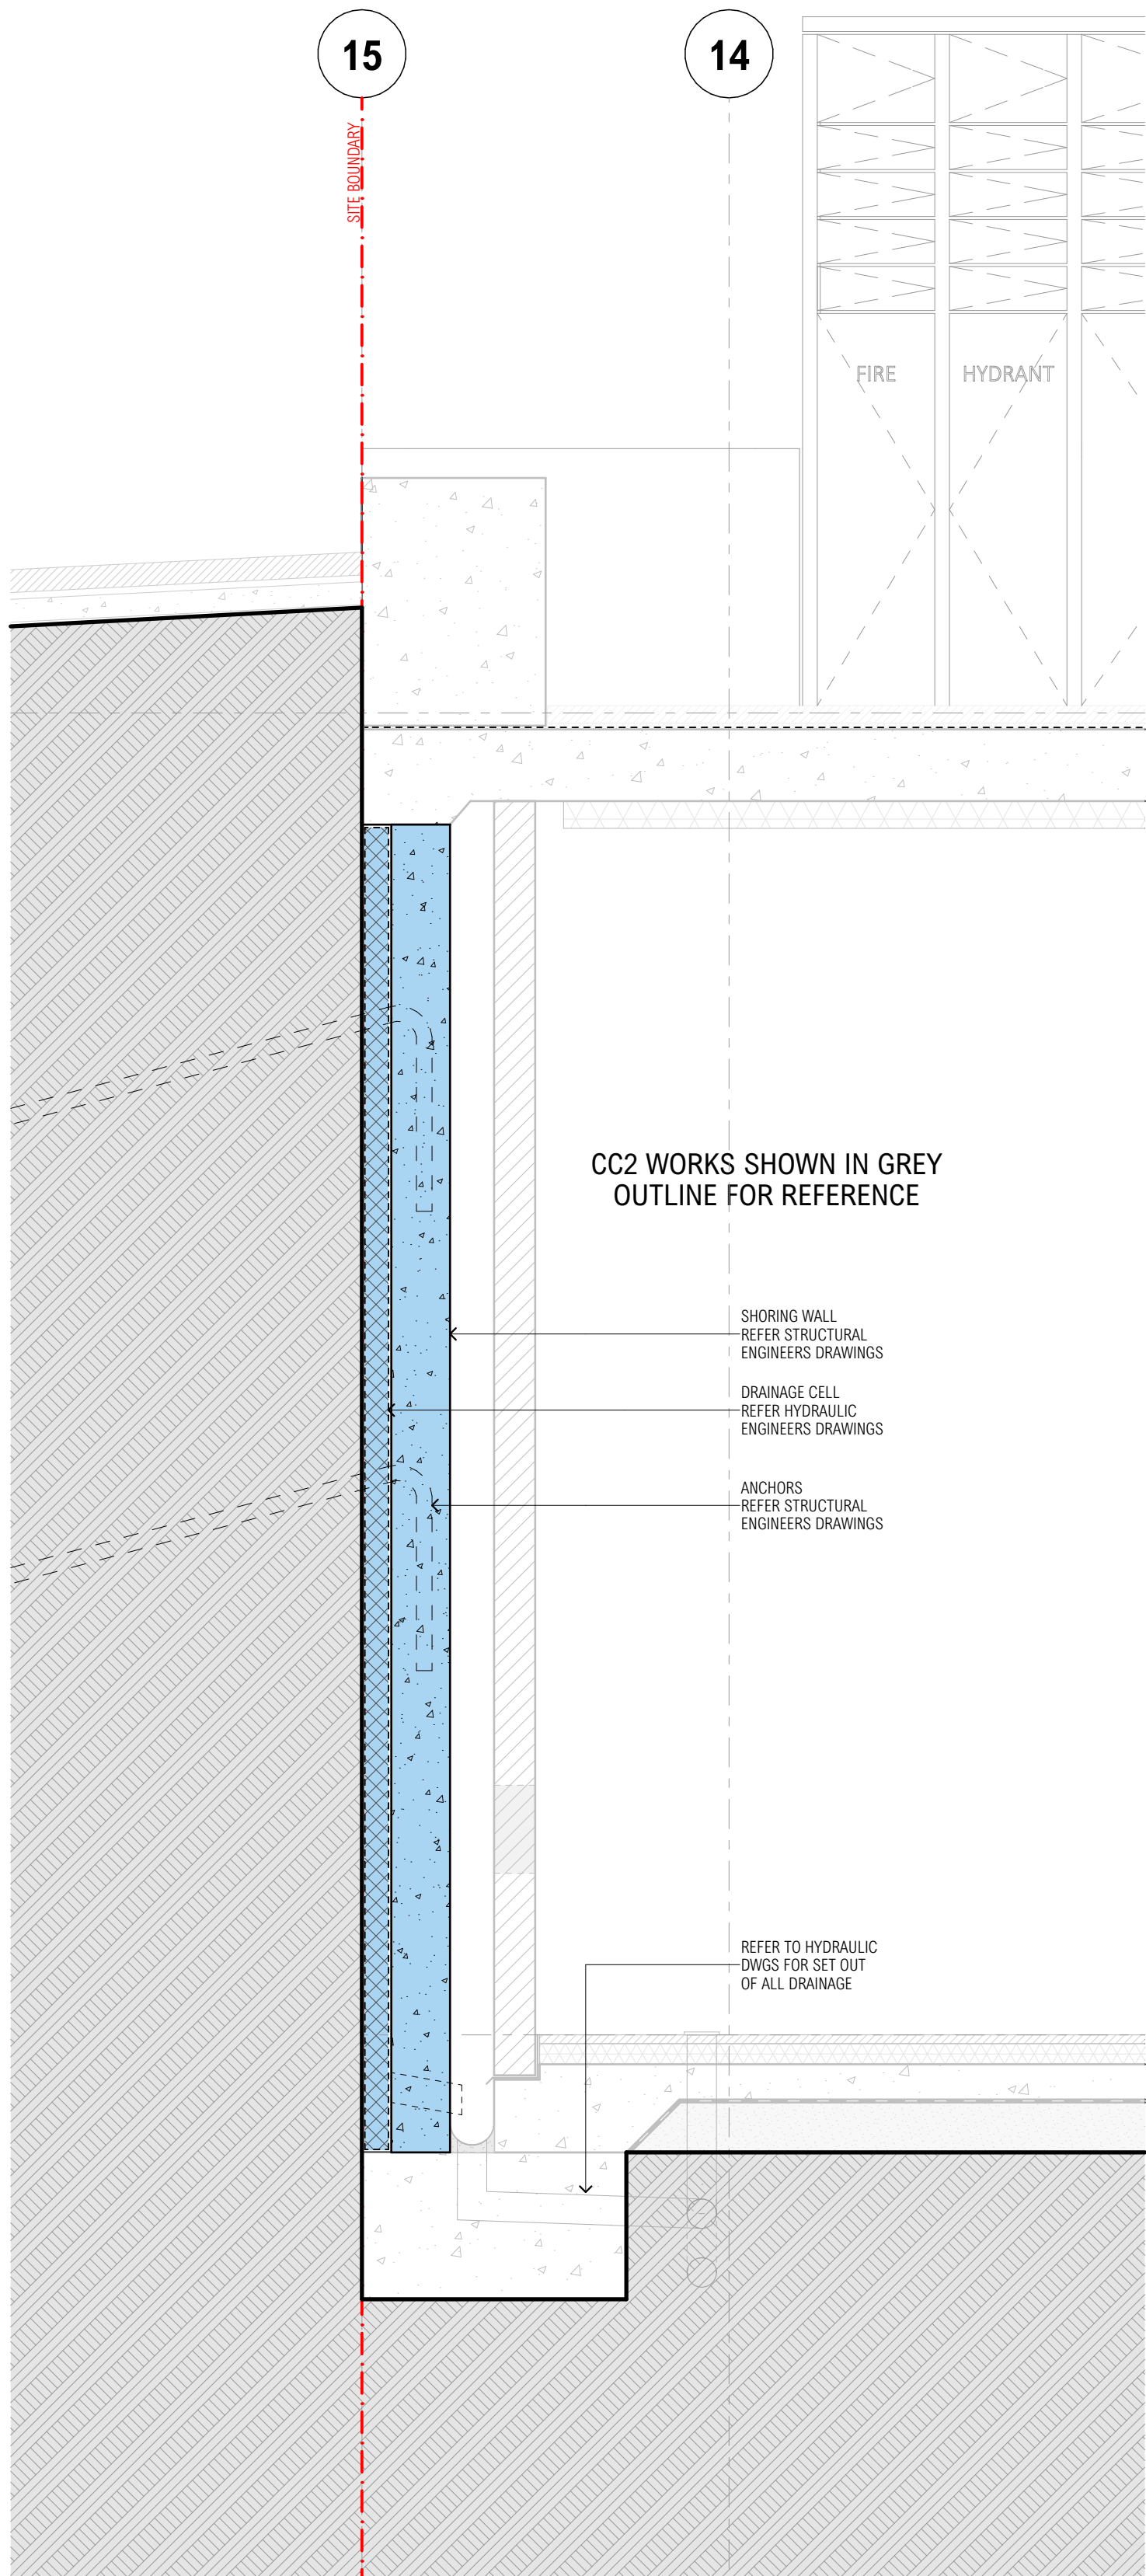 15
14
SITE BOUNDARY
FIRE
HYDRANT
CC2 WORKS SHOWN IN GREY
OUTLINE FOR REFERENCE
SHORING WALL
REFER STRUCTURAL
ENGINEERS DRAWINGS
DRAINAGE CELL
REFER HYDRAULIC
ENGINEERS DRAWINGS
ANCHORS
REFER STRUCTURAL
ENGINEERS DRAWINGS
REFER TO HYDRAULIC
DWGS FOR SET OUT
OF ALL DRAINAGE